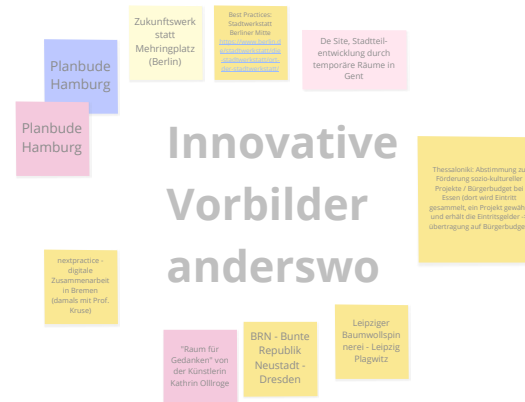 Zukunftswerk
statt
Mehringplatz
(Berlin)
Best Practices:
Stadtwerkstatt
Berliner Mitte
De Site, Stadtteil-
entwicklung durch
temporäre Räume in
Gent
Planbude
Hamburg
Planbude
Hamburg
Innovative
Vorbilder
anderswo
Thessaloniki: Abstimmung zur
Förderung sozio-kultureller
Projekte / Bürgerbudget bei
Essen (dort wird Eintritt
gesammelt, ein Projekt gewählt
und erhält die Eintrittsgelder
übertragung auf Bürgerbudget
nextpractice -
digitale
Zusammenarbeit
in Bremen
(damals mit Prof.
Kruse)
"Raum für
Gedanken" von
der Künstlerin
Kathrin Ollroge
BRN - Bunte
Republik
Neustadt -
Dresden
Leipziger
Baumwollspin
nerei - Leipzig
Plagwitz